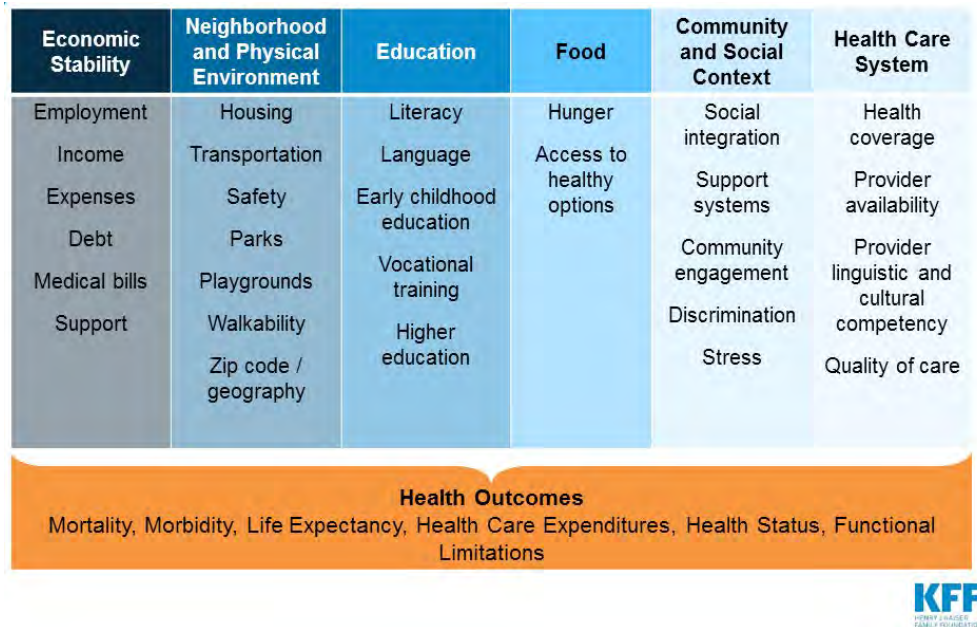 Economic
Stability
Neighborhood
and Physical
Environment
Education
Food
Community
and Social
Context
Health Care
System
Employment
Income
Expenses
Debt
Medical bills
Support
Housing
Transportation
Safety
Parks
Playgrounds
Walkability
Zip code /
geography
Literacy
Language
Early childhood
education
Vocational
training
Higher
education
Hunger
Access to
healthy
options
Social
integration
Support
systems
Community
engagement
Discrimination
Stress
Health
coverage
Provider
availability
Provider
linguistic and
cultural
competency
Quality of care
Health Outcomes
Mortality, Morbidity, Life Expectancy, Health Care Expenditures, Health Status, Functional
Limitations
KFF
HENRY J KAISER